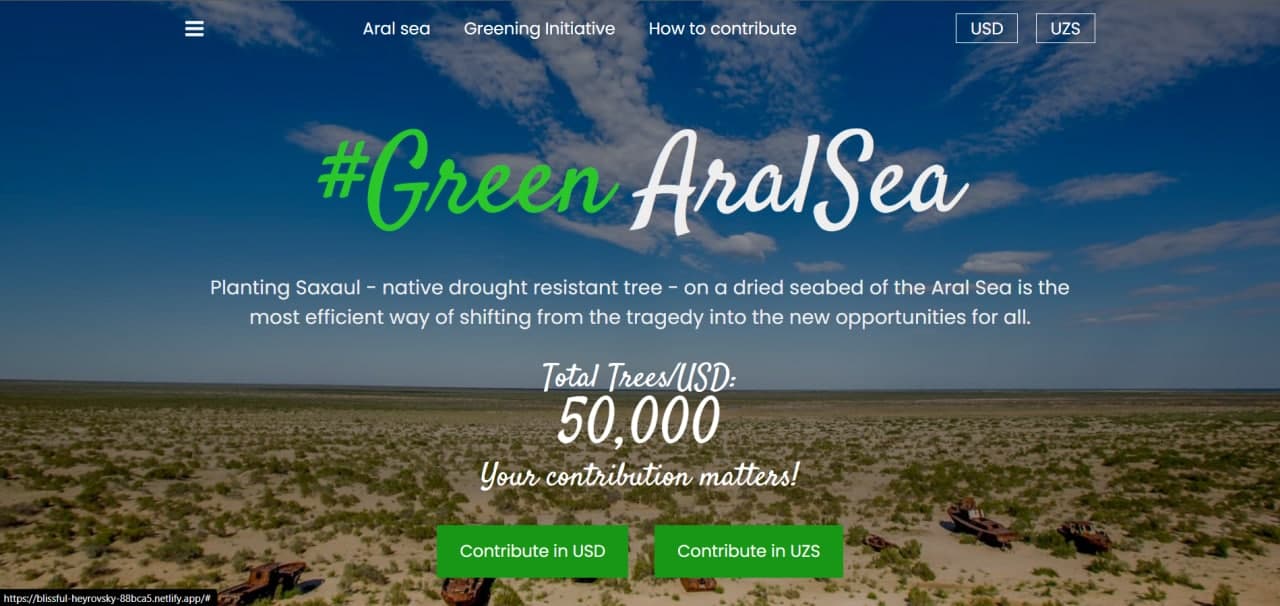 Aral sea Greening Initiative How to contribute USD UZS
#Green AralSea
Planting Saxaul - native drought resistant tree - on a dried seabed of the Aral Sea is the
most efficient way of shifting from the tragedy into the new opportunities for all.
Total Trees/USD:
50,000
Your contribution matters!
Contribute in USD Contribute in UZS
https://blissful-heyrovsky-88bca5.netlify.app/#